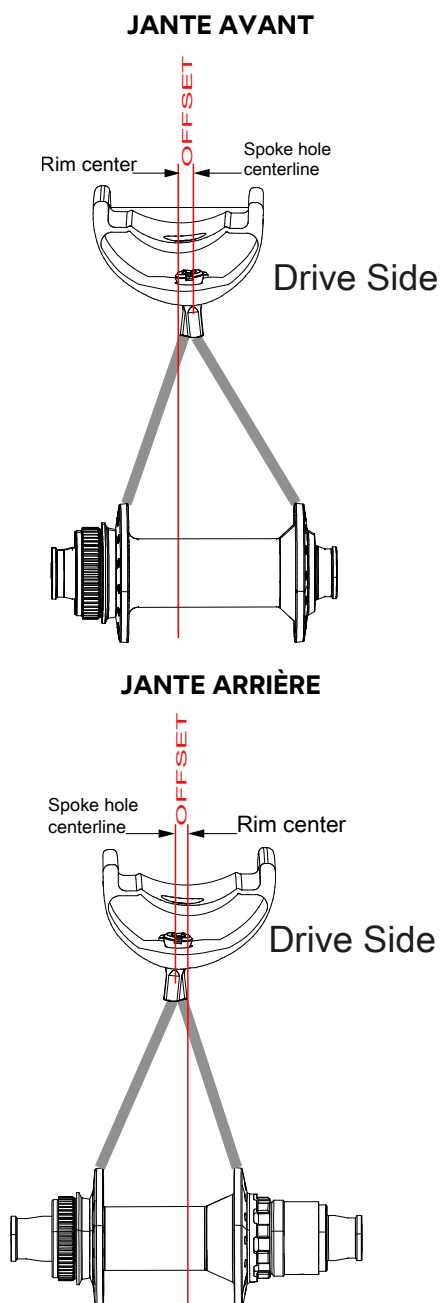 JANTE AVANT
OFFSET
Rim center
Spoke hole
centerline
Drive Side
JANTE ARRIÈRE
OFFSET
Spoke hole
centerline
Rim center
Drive Side